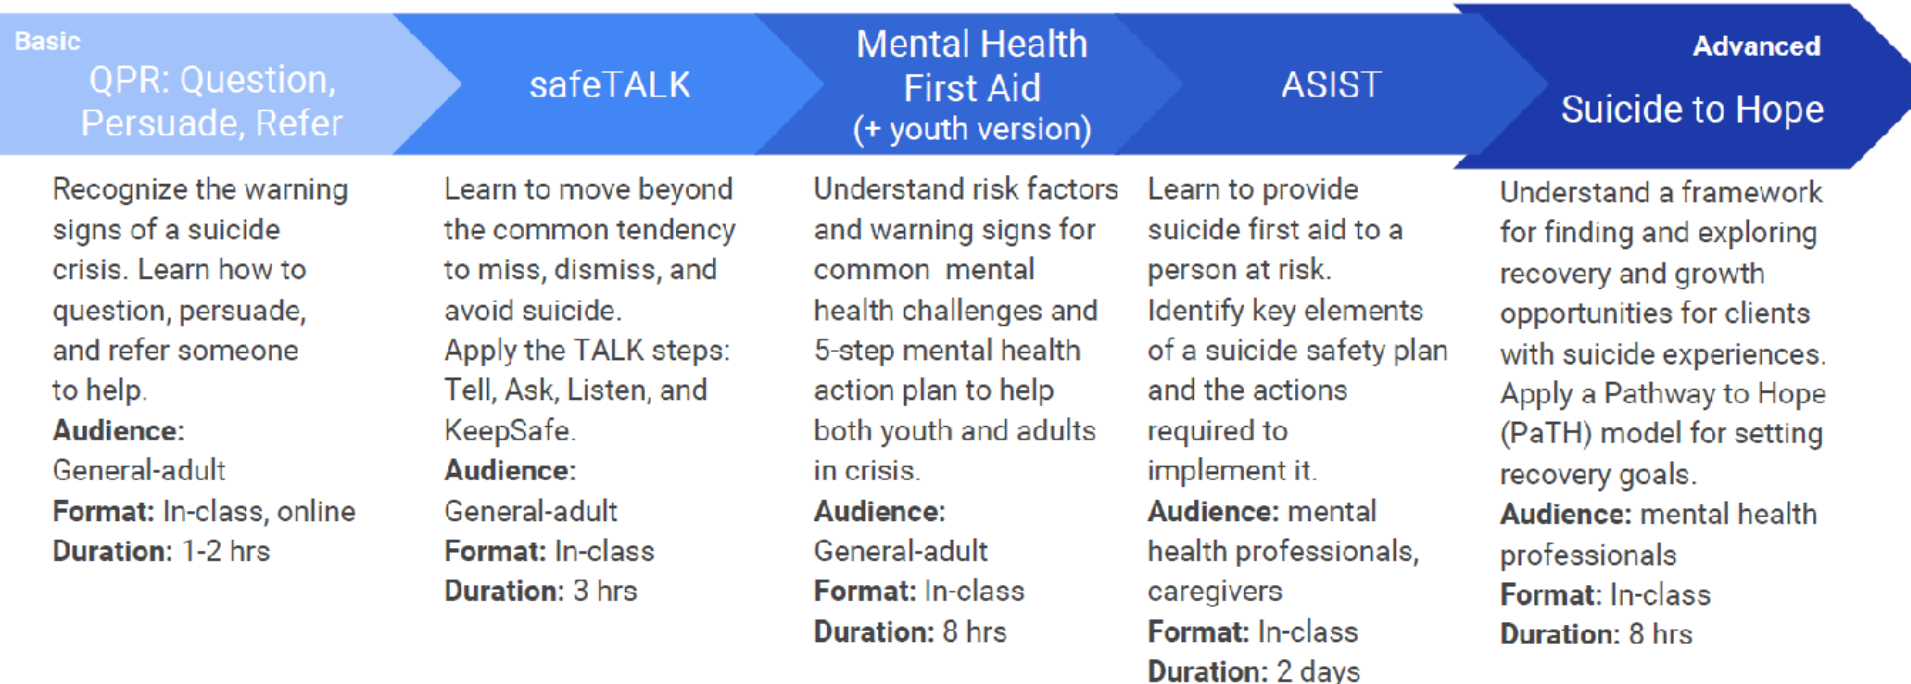 Basic
QPR: Question,
Persuade, Refer
safeTALK
Mental Health
First Aid
(+ youth version)
ASIST
Advanced
Suicide to Hope
Recognize the warning
signs of a suicide
crisis. Learn how to
question, persuade,
and refer someone
to help.
Audience:
General-adult
Format: In-class, online
Duration: 1-2 hrs
Learn to move beyond
the common tendency
to miss, dismiss, and
avoid suicide.
Apply the TALK steps:
Tell, Ask, Listen, and
KeepSafe.
Audience:
General-adult
Format: In-class
Duration: 3 hrs
Understand risk factors
and warning signs for
common  mental
health challenges and
5-step mental health
action plan to help
both youth and adults
in crisis.
Audience:
General-adult
Format: In-class
Duration: 8 hrs
Learn to provide
suicide first aid to a
person at risk.
Identify key elements
of a suicide safety plan
and the actions
required to
implement it.
Audience: mental
health professionals,
caregivers
Format: In-class
Duration: 2 days
Understand a framework
for finding and exploring
recovery and growth
opportunities for clients
with suicide experiences.
Apply a Pathway to Hope
(PaTH) model for setting
recovery goals.
Audience: mental health
professionals
Format: In-class
Duration: 8 hrs